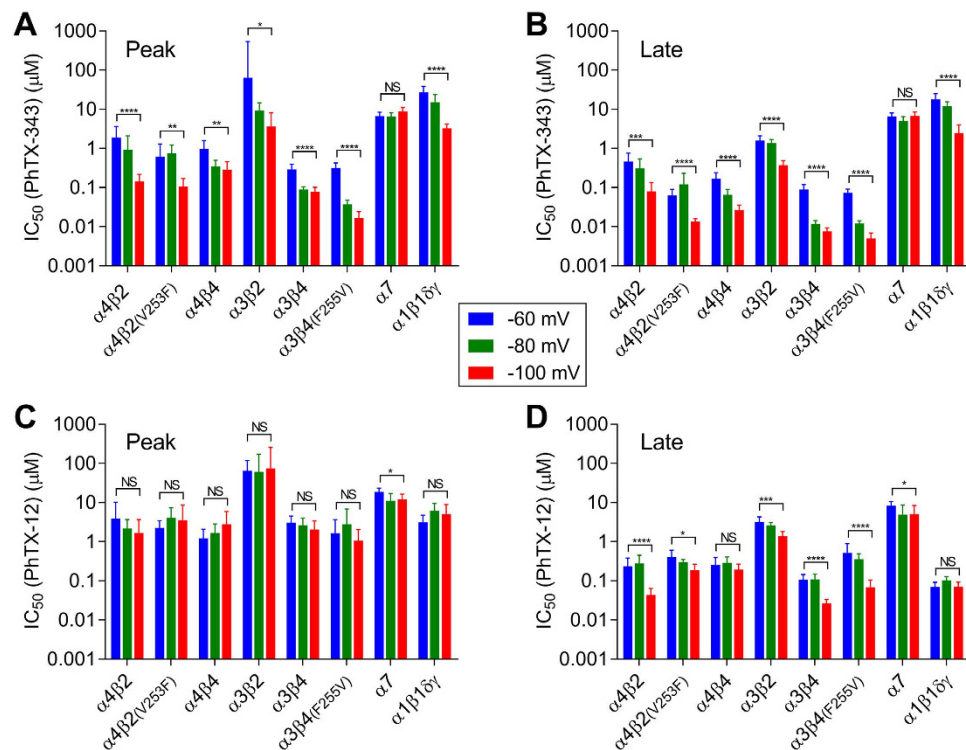 A
Peak
IC50 (PhTX-343) (μM)
1000
100
10
1
0.1
0.01
0.001
****
**
**
*
****
****
NS
****
α4β2
α4β2(V253F)
α4β4
α3β2
α3β4
α3β4(F255V)
α7
α1β1δγ
B
Late
IC50 (PhTX-343) (μM)
1000
100
10
1
0.1
0.01
0.001
***
****
****
****
****
****
NS
****
α4β2
α4β2(V253F)
α4β4
α3β2
α3β4
α3β4(F255V)
α7
α1β1δγ
-60 mV
-80 mV
-100 mV
C
Peak
IC50 (PhTX-12) (μM)
1000
100
10
1
0.1
0.01
0.001
NS
NS
NS
NS
NS
NS
*
NS
α4β2
α4β2(V253F)
α4β4
α3β2
α3β4
α3β4(F255V)
α7
α1β1δγ
D
Late
IC50 (PhTX-12) (μM)
1000
100
10
1
0.1
0.01
0.001
****
*
NS
***
****
****
*
NS
α4β2
α4β2(V253F)
α4β4
α3β2
α3β4
α3β4(F255V)
α7
α1β1δγ